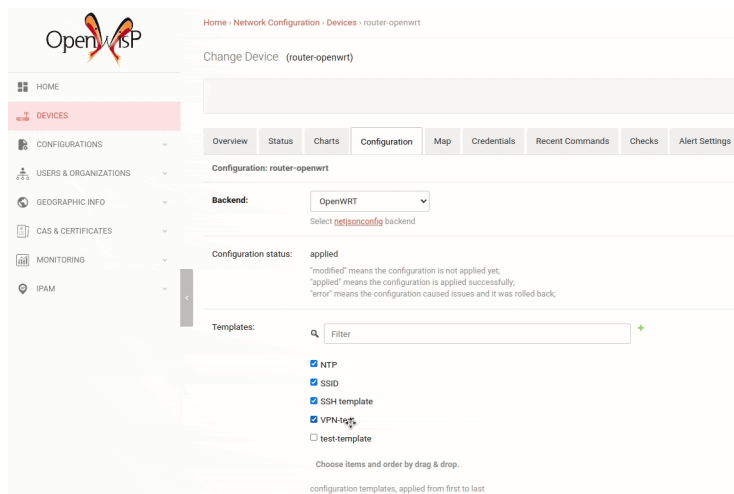 OpenWISP
HOME
DEVICES
CONFIGURATIONS
USERS & ORGANIZATIONS
GEOGRAPHIC INFO
CAS & CERTIFICATES
MONITORING
IPAM
Home › Network Configuration › Devices › router-openwrt
Change Device (router-openwrt)
Overview Status Charts Configuration Map Credentials Recent Commands Checks Alert Settings
Configuration: router-openwrt
Backend: OpenWRT
Select netjsonconfig backend
Configuration status: applied
"modified" means the configuration is not applied yet;
"applied" means the configuration is applied successfully;
"error" means the configuration caused issues and it was rolled back;
Templates: Filter
NTP
SSID
SSH template
VPN-test
test-template
Choose items and order by drag & drop.
configuration templates, applied from first to last